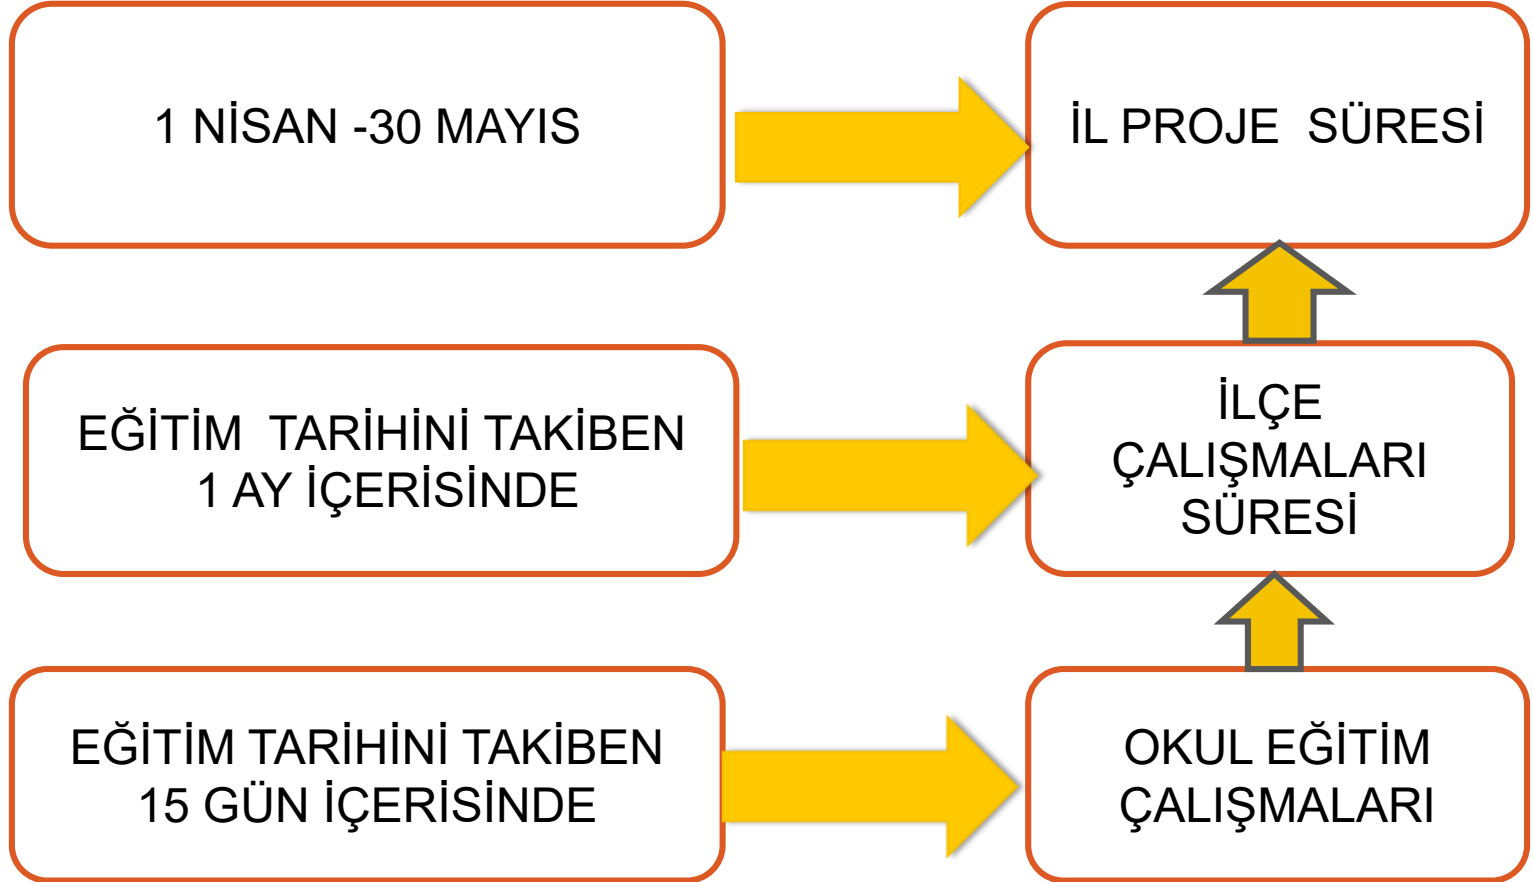 1 NİSAN -30 MAYIS
İL PROJE  SÜRESİ
EĞİTİM  TARİHİNİ TAKİBEN
1 AY İÇERİSİNDE
İLÇE
ÇALIŞMALARI
SÜRESİ
EĞİTİM TARİHİNİ TAKİBEN
15 GÜN İÇERİSİNDE
OKUL EĞİTİM
ÇALIŞMALARI